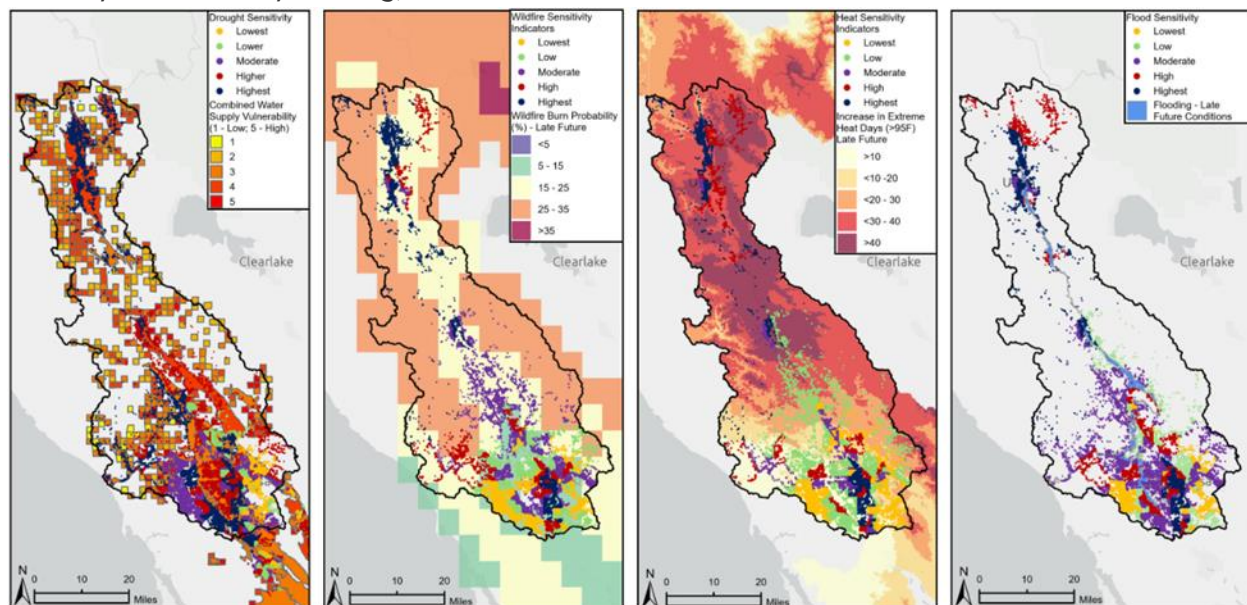 Drought Sensitivity
Lowest
Lower
Moderate
Higher
Highest
Combined Water
Supply Vulnerability
(1 - Low; 5 - High)
1
2
3
4
5
N
0 10 20
Miles
Wildfire Sensitivity
Indicators
Lowest
Low
Moderate
High
Highest
Wildfire Burn Probability
(%) - Late Future
<5
5 - 15
15 - 25
25 - 35
>35
Clearlake
N
0 10 20
Miles
Heat Sensitivity
Indicators
Lowest
Low
Moderate
High
Highest
Increase in Extreme
Heat Days (>95F)
Late Future
>10
<10 -20
<20 - 30
<30 - 40
>40
Clearlake
N
0 10 20
Miles
Flood Sensitivity
Lowest
Low
Moderate
High
Highest
Flooding - Late
Future Conditions
Clearlake
N
0 10 20
Miles
Clearlake